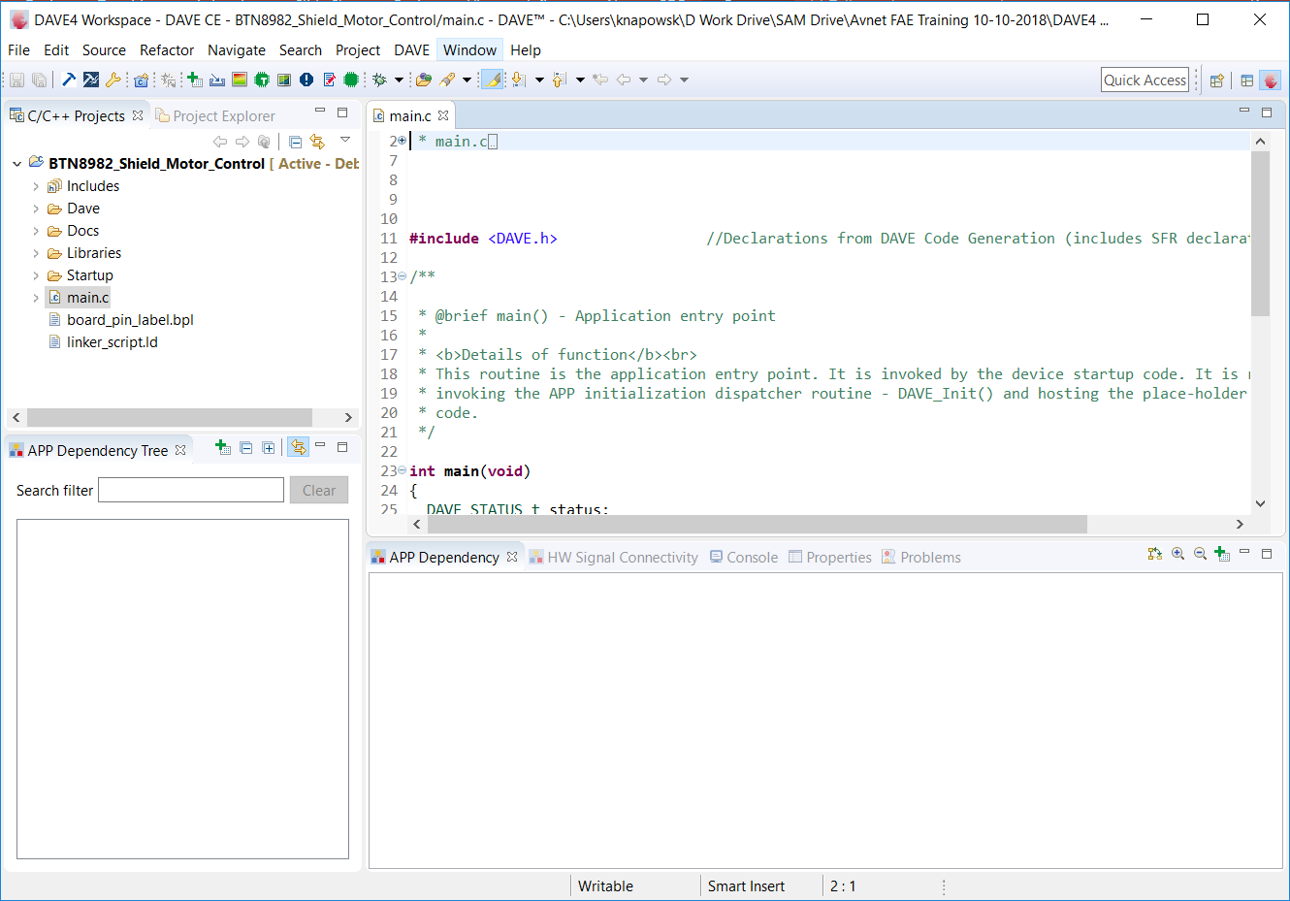 DAVE4 Workspace - DAVE CE - BTN8982_Shield_Motor_Control/main.c - DAVE™ - C:\Users\knapowsk\D Work Drive\SAM Drive\Avnet FAE Training 10-10-2018\DAVE4 ...
File Edit Source Refactor Navigate Search Project DAVE Window Help
Quick Access
C/C++ Projects Project Explorer
BTN8982_Shield_Motor_Control [ Active - Deb
Includes
Dave
Docs
Libraries
Startup
main.c
board_pin_label.bpl
linker_script.ld
APP Dependency Tree
Search filter Clear
main.c
2 * main.c
7
8
9
10
11 #include <DAVE.h> //Declarations from DAVE Code Generation (includes SFR declarat
12
13 /**
14
15 * @brief main() - Application entry point
16 *
17 * <b>Details of function</b><br>
18 * This routine is the application entry point. It is invoked by the device startup code. It is
19 * invoking the APP initialization dispatcher routine - DAVE_Init() and hosting the place-holder
20 * code.
21 */
22
23 int main(void)
24 {
25 DAVE_STATUS_t status;
APP Dependency HW Signal Connectivity Console Properties Problems
Writable Smart Insert 2 : 1